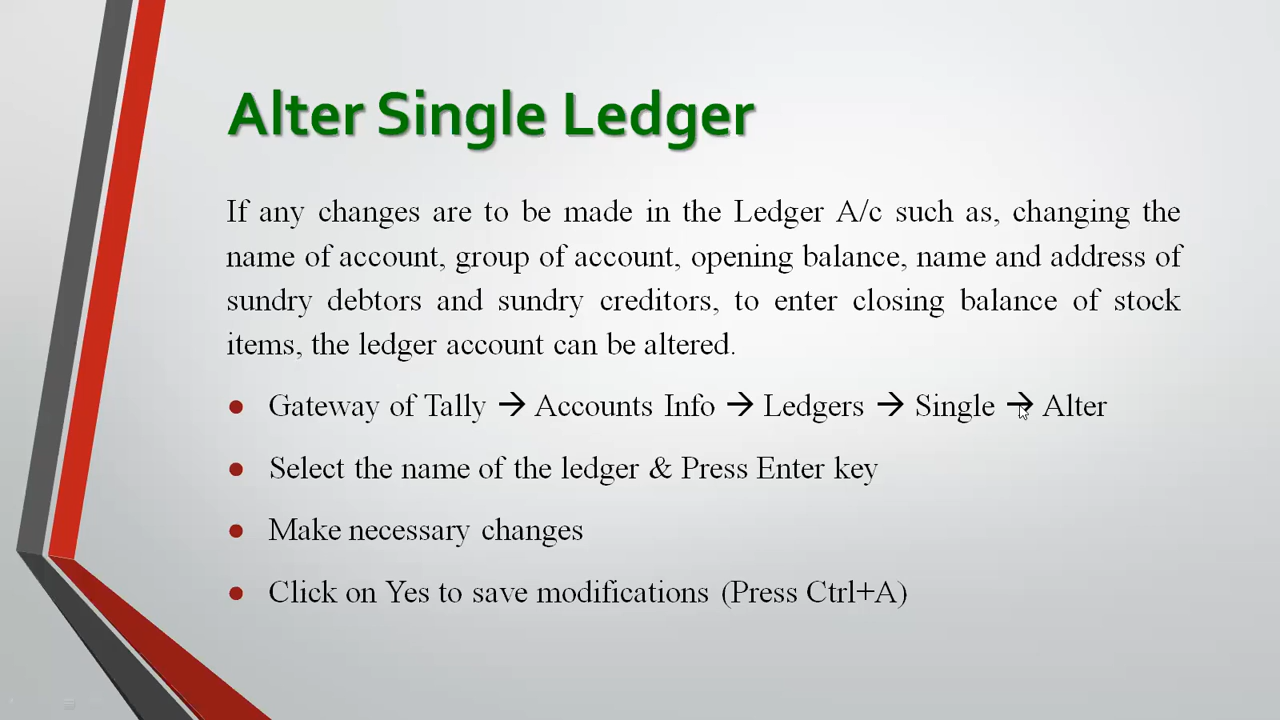 Alter Single Ledger
If any changes are to be made in the Ledger A/c such as, changing the
name of account, group of account, opening balance, name and address of
sundry debtors and sundry creditors, to enter closing balance of stock
items, the ledger account can be altered.
● Gateway of Tally → Accounts Info → Ledgers → Single → Alter
● Select the name of the ledger & Press Enter key
● Make necessary changes
● Click on Yes to save modifications (Press Ctrl+A)